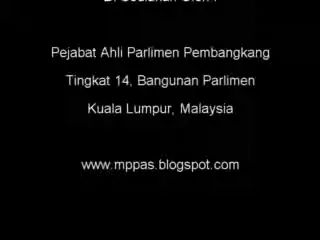 Pejabat Ahli Parlimen Pembangkang
Tingkat 14, Bangunan Parlimen
Kuala Lumpur, Malaysia
www.mppas.blogspot.com